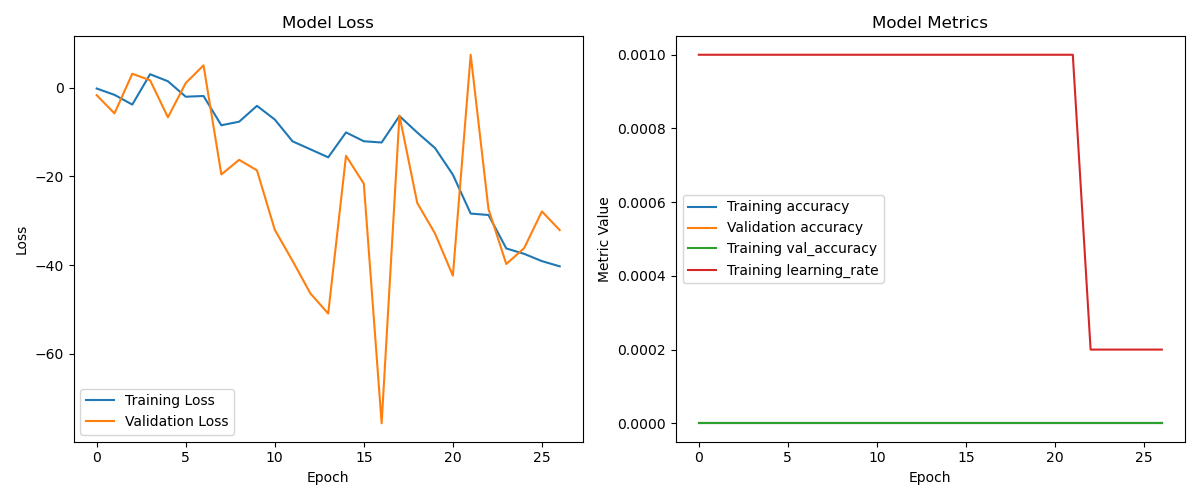 Model Loss
0
−20
−40
−60
Loss
Training Loss
Validation Loss
0 5 10 15 20 25
Epoch
Model Metrics
0.0010
0.0008
0.0006
0.0004
0.0002
0.0000
Metric Value
Training accuracy
Validation accuracy
Training val_accuracy
Training learning_rate
0 5 10 15 20 25
Epoch